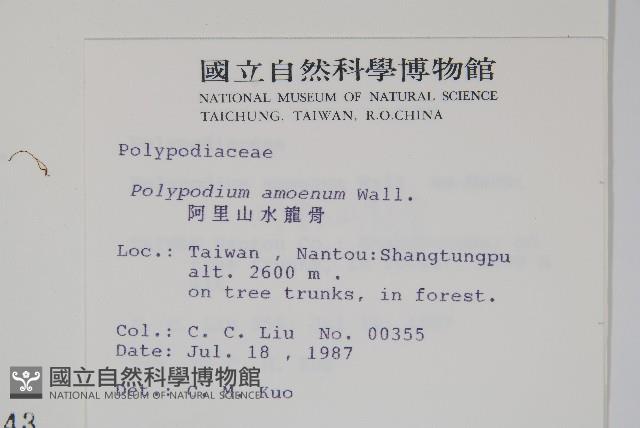 國立自然科學博物館
NATIONAL MUSEUM OF NATURAL SCIENCE
TAICHUNG, TAIWAN, R.O.CHINA
Polypodiaceae
Polypodium amoenum Wall.
阿里山水龍骨
Loc.: Taiwan , Nantou:Shangtungpu
alt. 2600 m .
on tree trunks, in forest.
Col.: C. C. Liu No. 00355
Date: Jul. 18 , 1987
Det.: C. M. Kuo
國立自然科學博物館
NATIONAL MUSEUM OF NATURAL SCIENCE
43